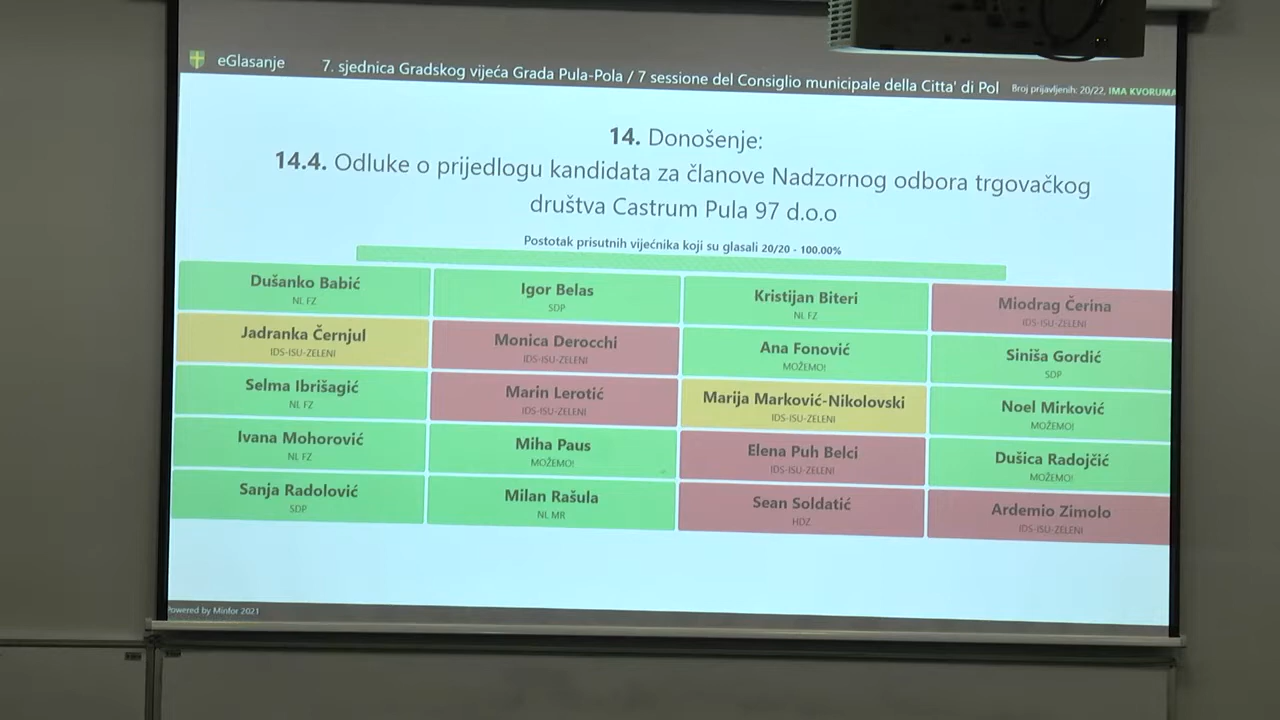 eGlasanje
7. sjednica Gradskog vijeća Grada Pula-Pola / 7 sessione del Consiglio municipale della Citta' di Pol
Broj prijavljenih: 20/22, IMA KVORUMA
14. Donošenje:
14.4. Odluke o prijedlogu kandidata za članove Nadzornog odbora trgovačkog
društva Castrum Pula 97 d.o.o
Postotak prisutnih vijećnika koji su glasali 20/20 - 100.00%
Dušanko Babić
NL FZ
Igor Belas
SDP
Kristijan Biteri
NL FZ
Miodrag Čerina
IDS-ISU-ZELENI
Jadranka Černjul
IDS-ISU-ZELENI
Monica Derocchi
IDS-ISU-ZELENI
Ana Fonović
MOŽEMO!
Siniša Gordić
SDP
Selma Ibrišagić
NL FZ
Marin Lerotić
IDS-ISU-ZELENI
Marija Marković-Nikolovski
IDS-ISU-ZELENI
Noel Mirković
MOŽEMO!
Ivana Mohorović
NL FZ
Miha Paus
MOŽEMO!
Elena Puh Belci
IDS-ISU-ZELENI
Dušica Radojčić
MOŽEMO!
Sanja Radolović
SDP
Milan Rašula
NL MR
Sean Soldatić
HDZ
Ardemio Zimolo
IDS-ISU-ZELENI
Powered by Minfor 2021